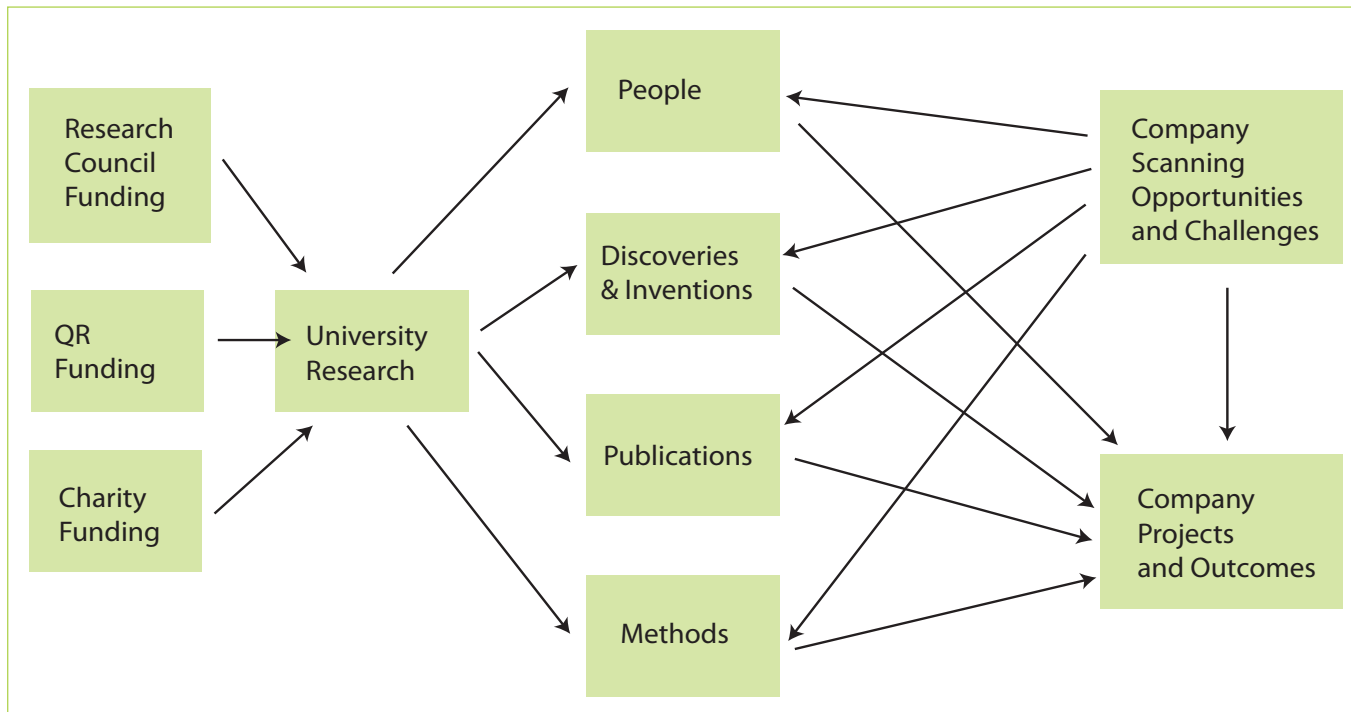 Research
Council
Funding
QR
Funding
Charity
Funding
University
Research
People
Discoveries
& Inventions
Publications
Methods
Company
Scanning
Opportunities
and Challenges
Company
Projects
and Outcomes